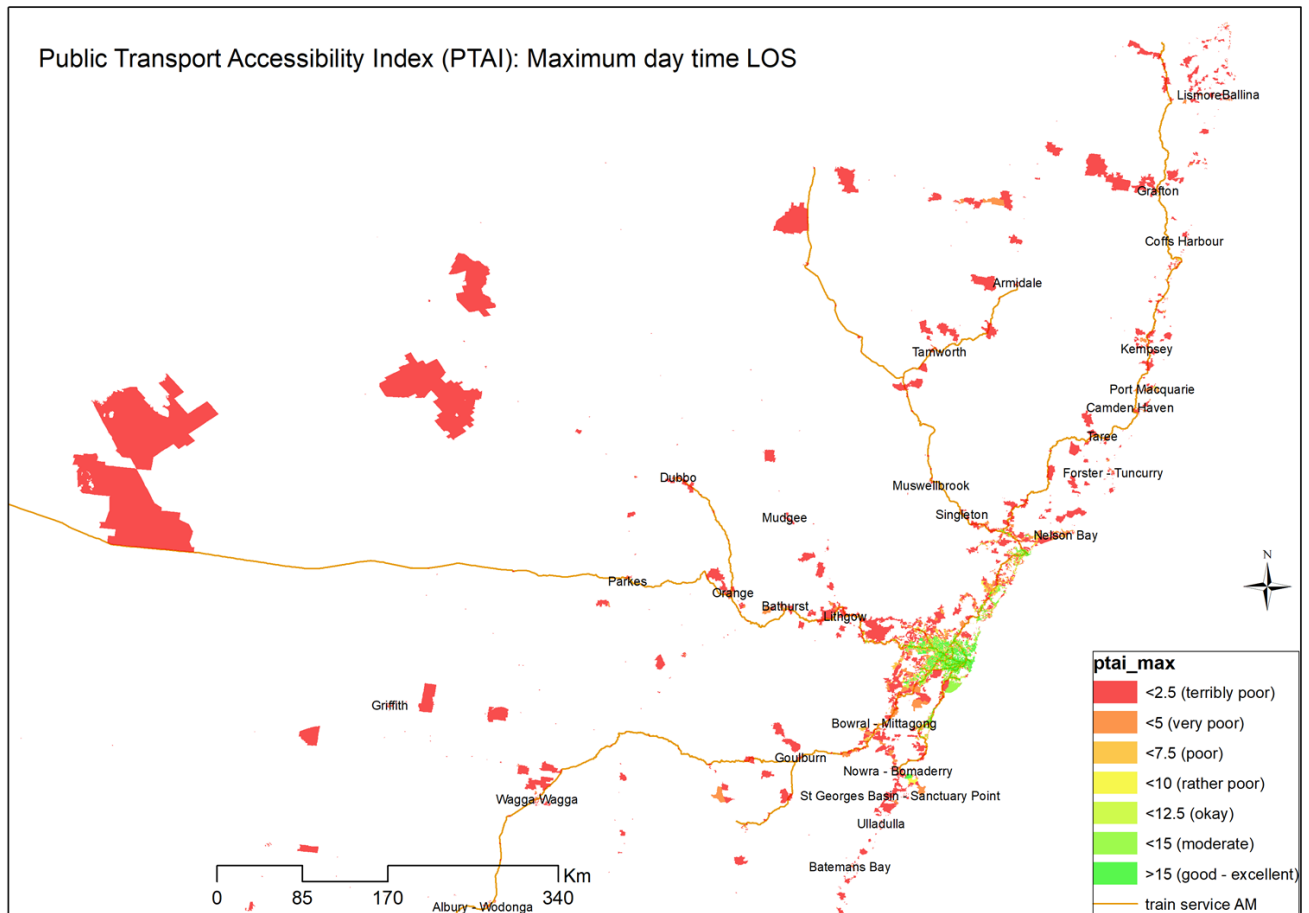 Public Transport Accessibility Index (PTAI): Maximum day time LOS
LismoreBallina
Grafton
Coffs Harbour
Armidale
Kempsey
Tamworth
Port Macquarie
Camden Haven
Taree
Forster - Tuncurry
Dubbo
Muswellbrook
Mudgee
Singleton
Nelson Bay
N
Parkes
Orange
Bathurst
Lithgow
Griffith
Bowral - Mittagong
Goulburn
Nowra - Bomaderry
Wagga Wagga
St Georges Basin - Sanctuary Point
Ulladulla
Batemans Bay
Albury - Wodonga
Km
0 85 170 340
ptai_max
<2.5 (terribly poor)
<5 (very poor)
<7.5 (poor)
<10 (rather poor)
<12.5 (okay)
<15 (moderate)
>15 (good - excellent)
train service AM